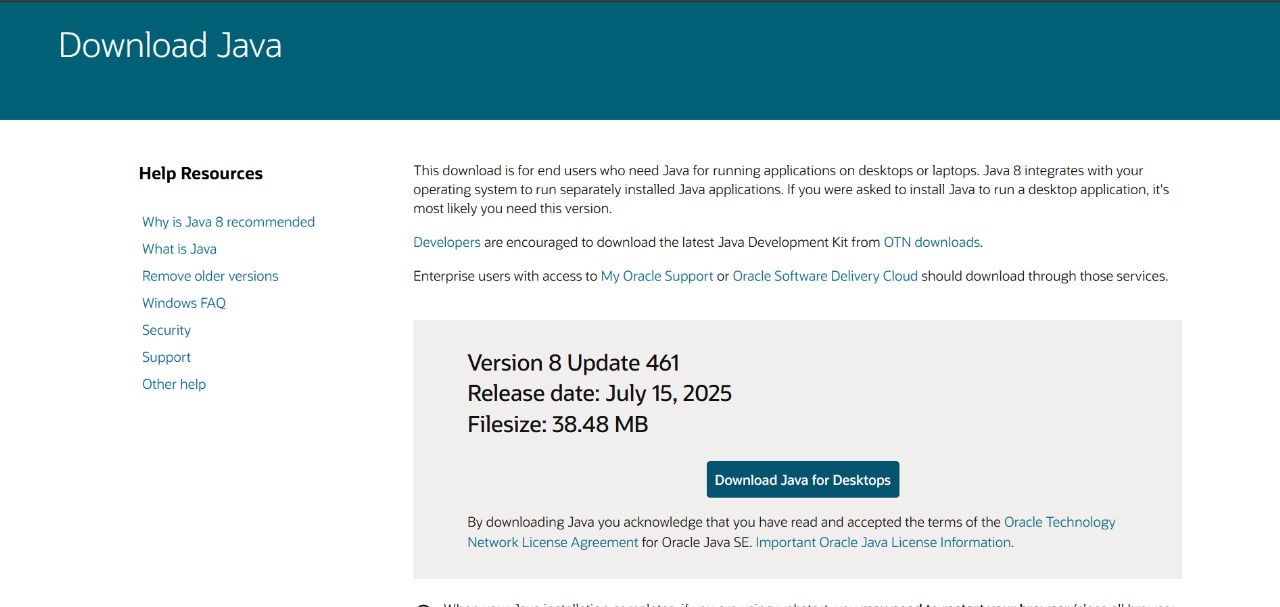 Download Java
Help Resources
Why is Java 8 recommended
What is Java
Remove older versions
Windows FAQ
Security
Support
Other help
This download is for end users who need Java for running applications on desktops or laptops. Java 8 integrates with your
operating system to run separately installed Java applications. If you were asked to install Java to run a desktop application, it's
most likely you need this version.
Developers are encouraged to download the latest Java Development Kit from OTN downloads.
Enterprise users with access to My Oracle Support or Oracle Software Delivery Cloud should download through those services.
Version 8 Update 461
Release date: July 15, 2025
Filesize: 38.48 MB
Download Java for Desktops
By downloading Java you acknowledge that you have read and accepted the terms of the Oracle Technology
Network License Agreement for Oracle Java SE. Important Oracle Java License Information.